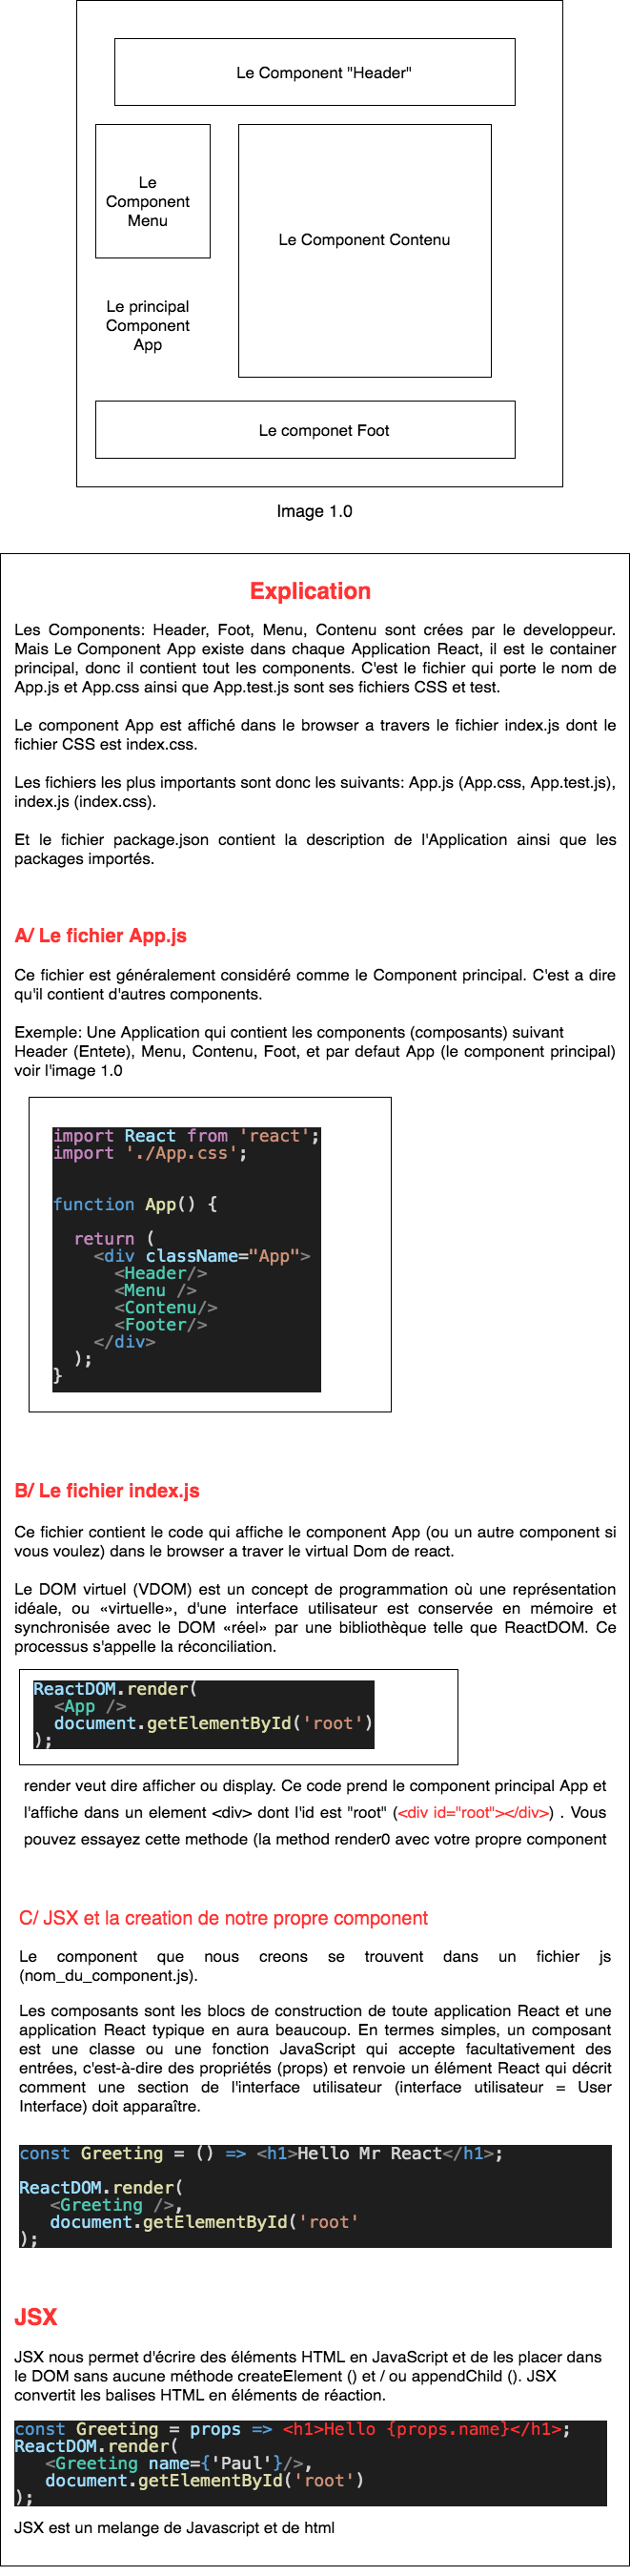 Le Component "Header"
Le
Component
Menu
Le Component Contenu
Le principal
Component
App
Le componet Foot
Image 1.0
Explication
Les Components: Header, Foot, Menu, Contenu sont crées par le developpeur.
Mais Le Component App existe dans chaque Application React, il est le container
principal, donc il contient tout les components. C'est le fichier qui porte le nom de
App.js et App.css ainsi que App.test.js sont ses fichiers CSS et test.
Le component App est affiché dans le browser a travers le fichier index.js dont le
fichier CSS est index.css.
Les fichiers les plus importants sont donc les suivants: App.js (App.css, App.test.js),
index.js (index.css).
Et le fichier package.json contient la description de l'Application ainsi que les
packages importés.
A/ Le fichier App.js
Ce fichier est généralement considéré comme le Component principal. C'est a dire
qu'il contient d'autres components.
Exemple: Une Application qui contient les components (composants) suivant
Header (Entete), Menu, Contenu, Foot, et par defaut App (le component principal)
voir l'image 1.0
import React from 'react';
import './App.css';
function App() {
return (
<div className="App">
<Header/>
<Menu />
<Contenu/>
<Footer/>
</div>
);
}
B/ Le fichier index.js
Ce fichier contient le code qui affiche le component App (ou un autre component si
vous voulez) dans le browser a traver le virtual Dom de react.
Le DOM virtuel (VDOM) est un concept de programmation où une représentation
idéale, ou «virtuelle», d'une interface utilisateur est conservée en mémoire et
synchronisée avec le DOM «réel» par une bibliothèque telle que ReactDOM. Ce
processus s'appelle la réconciliation.
ReactDOM.render(
<App />
document.getElementById('root')
);
render veut dire afficher ou display. Ce code prend le component principal App et
l'affiche dans un element <div> dont l'id est "root" (<div id="root"></div>) . Vous
pouvez essayez cette methode (la method render0 avec votre propre component
C/ JSX et la creation de notre propre component
Le component que nous creons se trouvent dans un fichier js
(nom_du_component.js).
Les composants sont les blocs de construction de toute application React et une
application React typique en aura beaucoup. En termes simples, un composant
est une classe ou une fonction JavaScript qui accepte facultativement des
entrées, c'est-à-dire des propriétés (props) et renvoie un élément React qui décrit
comment une section de l'interface utilisateur (interface utilisateur = User
Interface) doit apparaître.
const Greeting = () => <h1>Hello Mr React</h1>;
ReactDOM.render(
<Greeting />,
document.getElementById('root'
);
JSX
JSX nous permet d'écrire des éléments HTML en JavaScript et de les placer dans
le DOM sans aucune méthode createElement () et / ou appendChild (). JSX
convertit les balises HTML en éléments de réaction.
const Greeting = props => <h1>Hello {props.name}</h1>;
ReactDOM.render(
<Greeting name={'Paul'}/>,
document.getElementById('root')
);
JSX est un melange de Javascript et de html